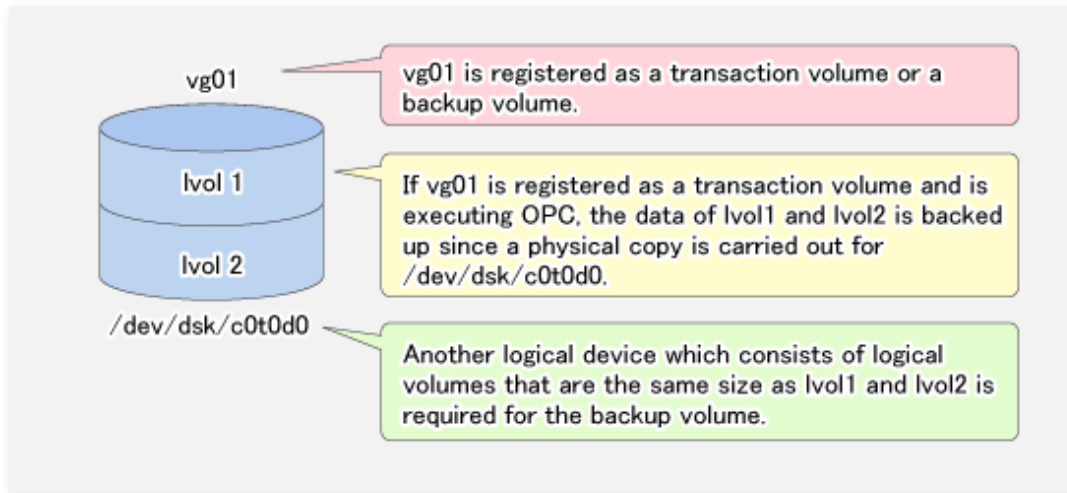 vg01
vg01 is registered as a transaction volume or a
backup volume.
lvol 1
lvol 2
If vg01 is registered as a transaction volume and is
executing OPC, the data of lvol1 and lvol2 is backed
up since a physical copy is carried out for
/dev/dsk/c0t0d0.
/dev/dsk/c0t0d0
Another logical device which consists of logical
volumes that are the same size as lvol1 and lvol2 is
required for the backup volume.